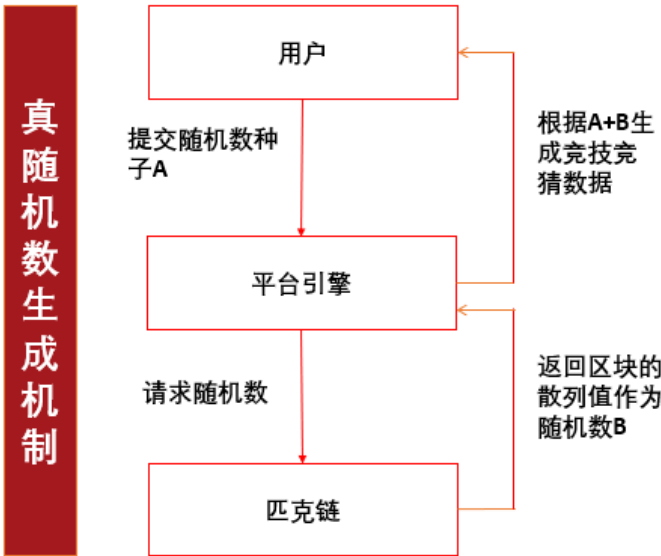 真随机数生成机制
用户
提交随机数种
子A
根据A+B生
成竞技竞
猜数据
平台引擎
请求随机数
返回区块的
散列值作为
随机数B
匹克链